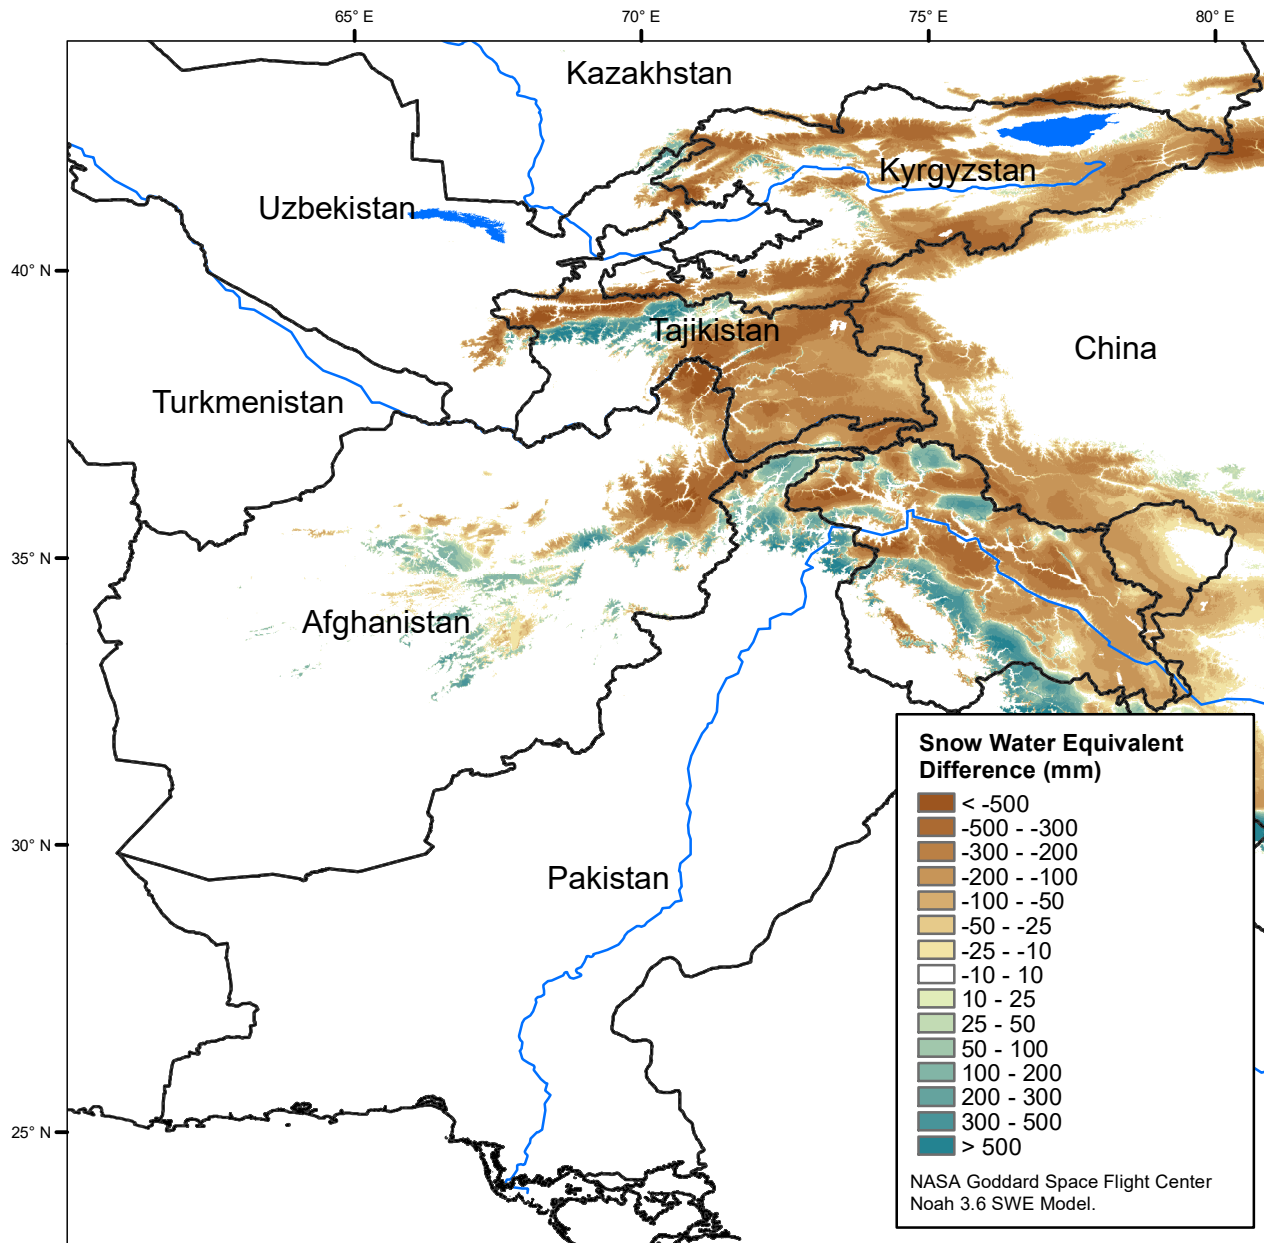 65° E
70° E
75° E
80° E
Kazakhstan
Kyrgyzstan
Uzbekistan
40° N
Tajikistan
China
Turkmenistan
35° N
Afghanistan
Snow Water Equivalent
Difference (mm)
< -500
-500 - -300
-300 - -200
-200 - -100
-100 - -50
-50 - -25
-25 - -10
-10 - 10
10 - 25
25 - 50
50 - 100
100 - 200
200 - 300
300 - 500
> 500
NASA Goddard Space Flight Center
Noah 3.6 SWE Model.
30° N
Pakistan
25° N